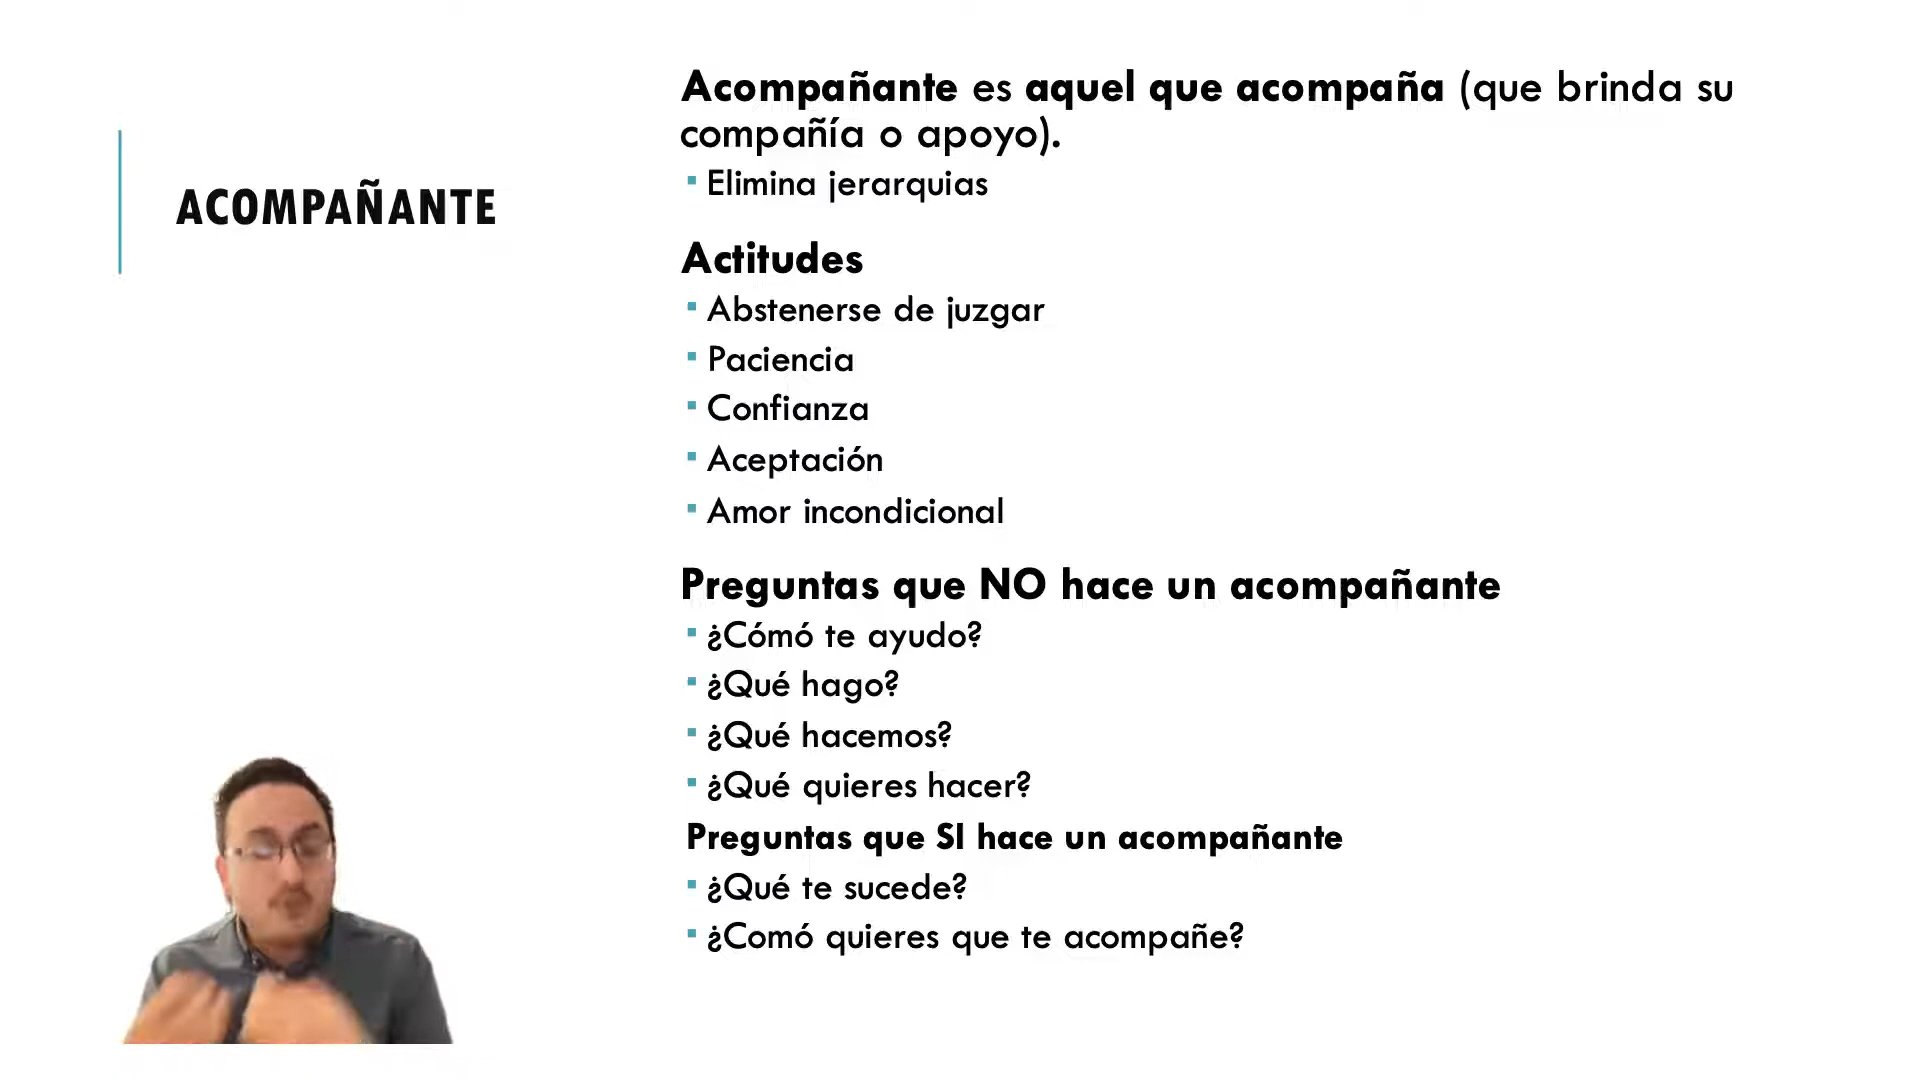 ACOMPAÑANTE
Acompañante es aquel que acompaña (que brinda su
compañía o apoyo).
Elimina jerarquias
Actitudes
Abstenerse de juzgar
Paciencia
Confianza
Aceptación
Amor incondicional
Preguntas que NO hace un acompañante
¿Cómó te ayudo?
¿Qué hago?
¿Qué hacemos?
¿Qué quieres hacer?
Preguntas que SI hace un acompañante
¿Qué te sucede?
¿Comó quieres que te acompañe?